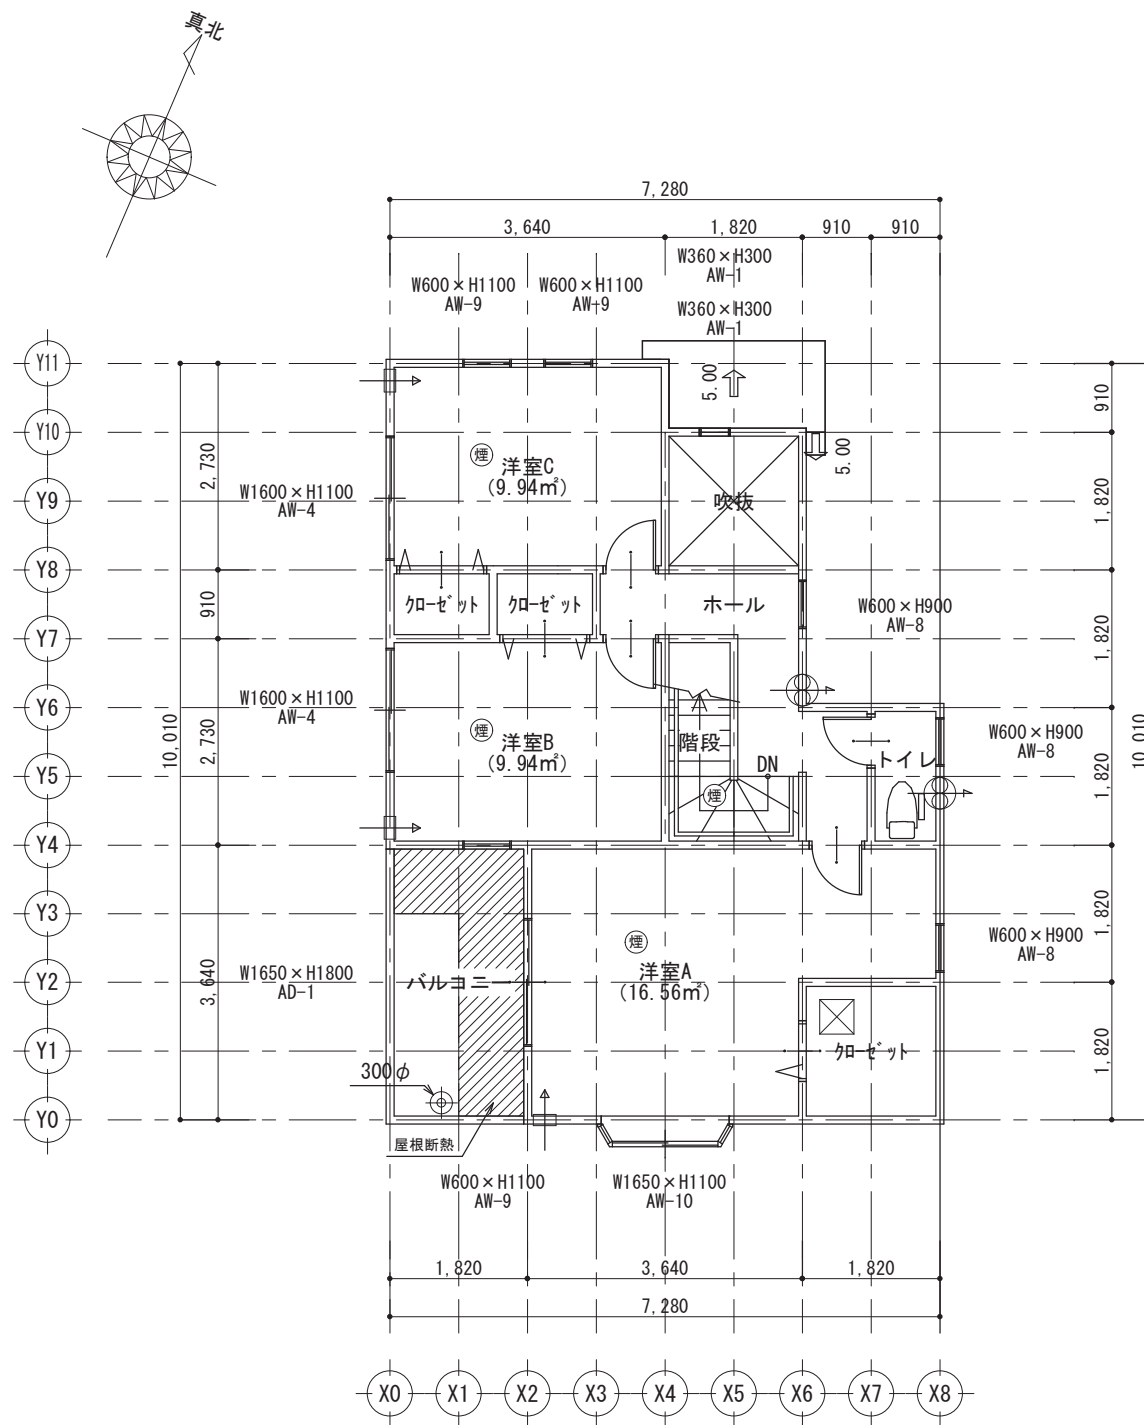 真北
7,280
3,640
1,820
910
910
W360×H300
AW-1
W600×H1100
AW-9
W600×H1100
AW-9
W360×H300
AW-1
Y11
5.00
910
Y10
煙
洋室C
(9.94㎡)
5.00
2,730
W1600×H1100
AW-4
Y9
吹抜
1,820
Y8
クローゼット
クローゼット
ホール
W600×H900
AW-8
910
Y7
1,820
W1600×H1100
AW-4
Y6
10,010
2,730
煙
洋室B
(9.94㎡)
階段
DN
煙
トイレ
W600×H900
AW-8
10,010
Y5
1,820
Y4
Y3
1,820
煙
洋室A
(16.56㎡)
W600×H900
AW-8
3,640
W1650×H1800
AD-1
バルコニー
Y2
Y1
クローゼット
1,820
300φ
Y0
屋根断熱
W600×H1100
AW-9
W1650×H1100
AW-10
1,820
3,640
1,820
7,280
X0
X1
X2
X3
X4
X5
X6
X7
X8